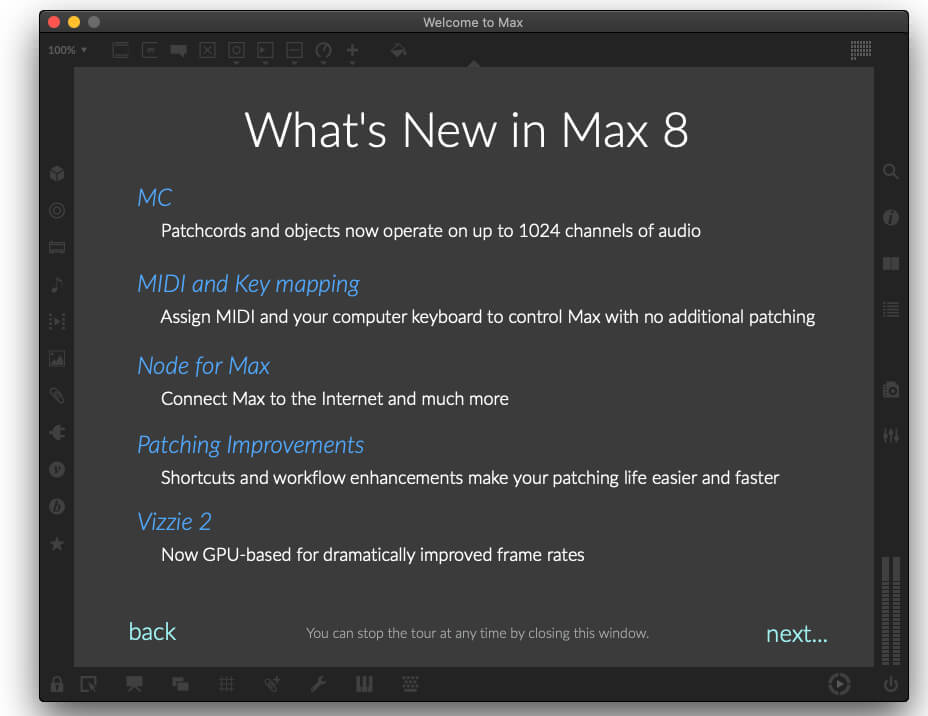 Welcome to Max
100%
What's New in Max 8
MC
Patchcords and objects now operate on up to 1024 channels of audio
MIDI and Key mapping
Assign MIDI and your computer keyboard to control Max with no additional patching
Node for Max
Connect Max to the Internet and much more
Patching Improvements
Shortcuts and workflow enhancements make your patching life easier and faster
Vizzie 2
Now GPU-based for dramatically improved frame rates
back
You can stop the tour at any time by closing this window.
next...